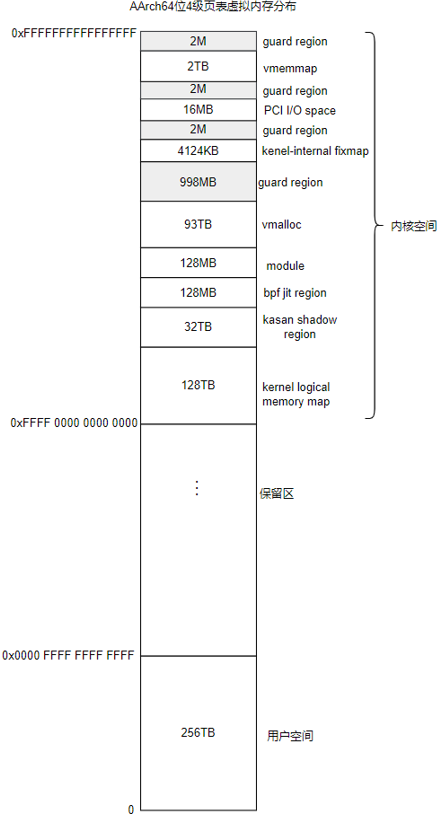 AArch64位4级页表虚拟内存分布
0xFFFFFFFFFFFFFFFF
2M guard region
2TB vmemmap
2M guard region
16MB PCI I/O space
2M guard region
4124KB kenel-internal fixmap
998MB guard region
93TB vmalloc
内核空间
128MB module
128MB bpf jit region
32TB kasan shadow
region
128TB kernel logical
memory map
0xFFFF 0000 0000 0000
⋮
保留区
0x0000 FFFF FFFF FFFF
256TB 用户空间
0